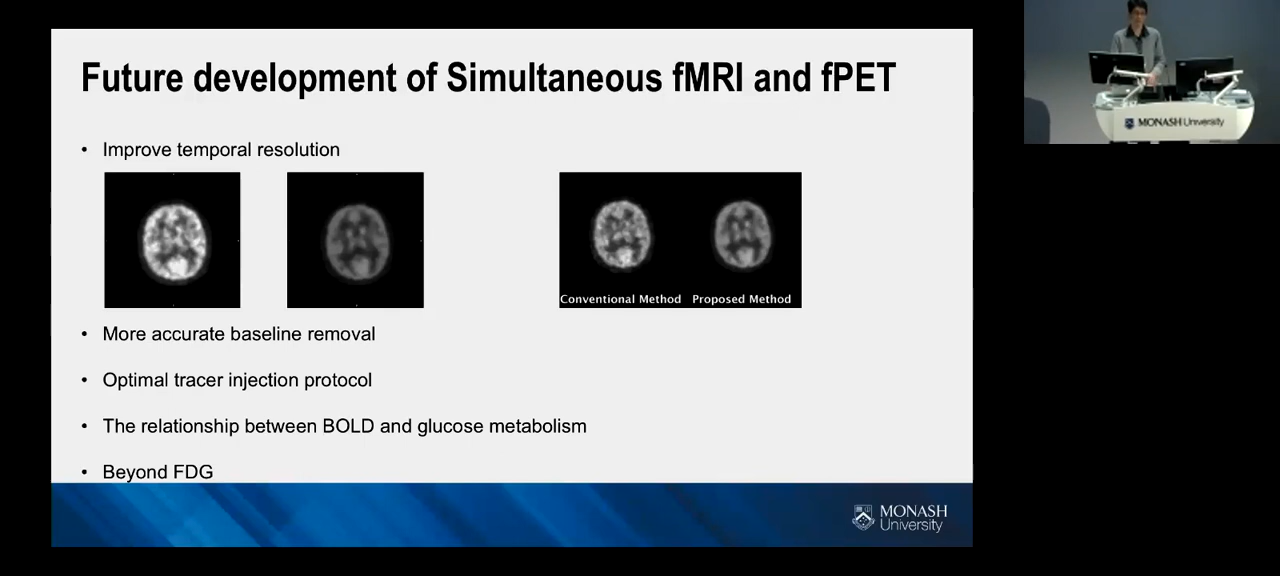 Future development of Simultaneous fMRI and fPET
• Improve temporal resolution
Conventional Method Proposed Method
• More accurate baseline removal
• Optimal tracer injection protocol
• The relationship between BOLD and glucose metabolism
• Beyond FDG
MONASH
University
MONASH University